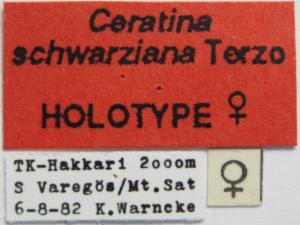 Ceratina
schwarziana Terzo
HOLOTYPE ♀
TK-Hakkari 2ooom
S Varegös/Mt.Sat
6-8-82 K.Warncke
♀